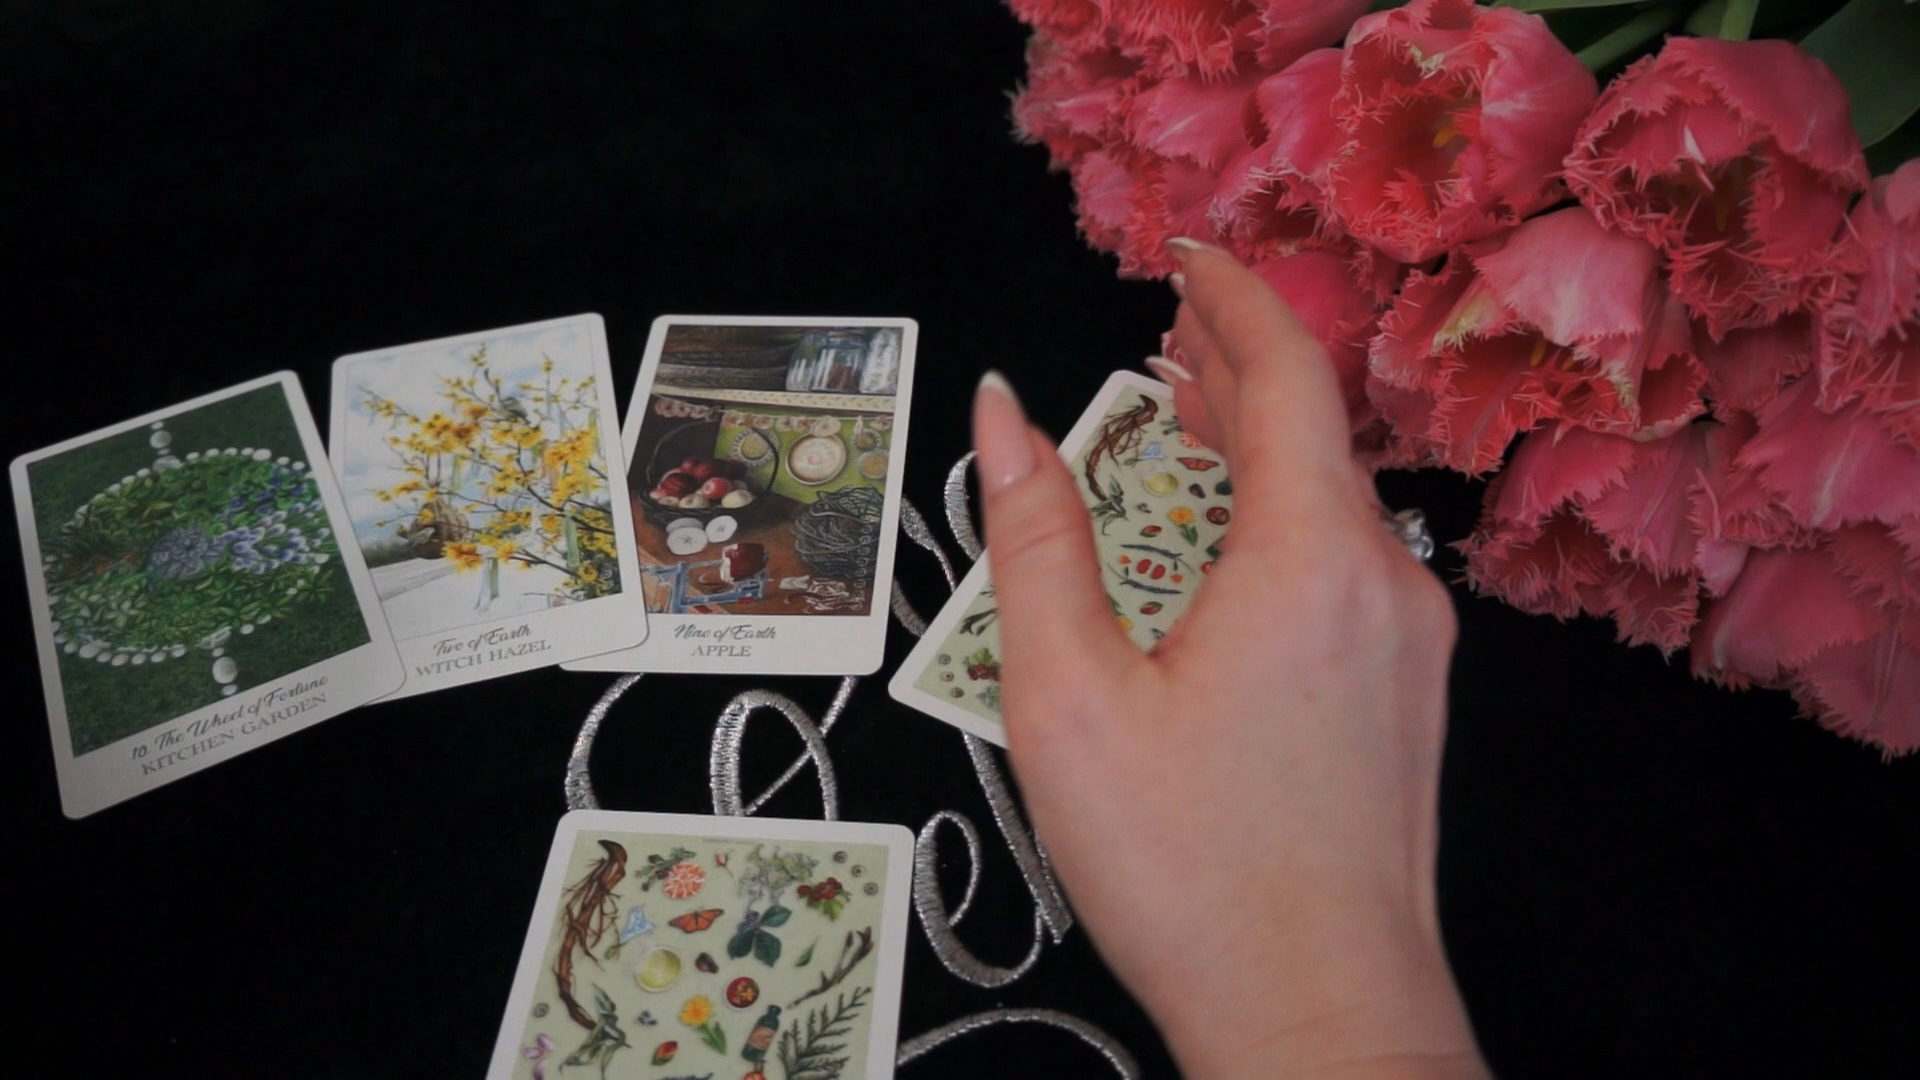 10. The Wheel of Fortune
KITCHEN GARDEN
Two of Earth
WITCH HAZEL
Nine of Earth
APPLE